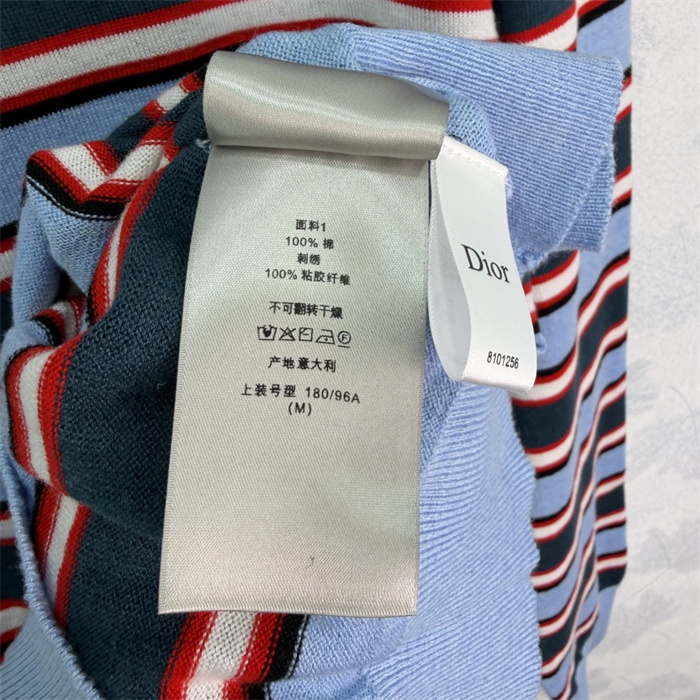 面料1
100% 棉
刺绣
100% 粘胶纤维
不可翻转干燥
产地意大利
上装号型 180/96A
(M)
Dior
8101256